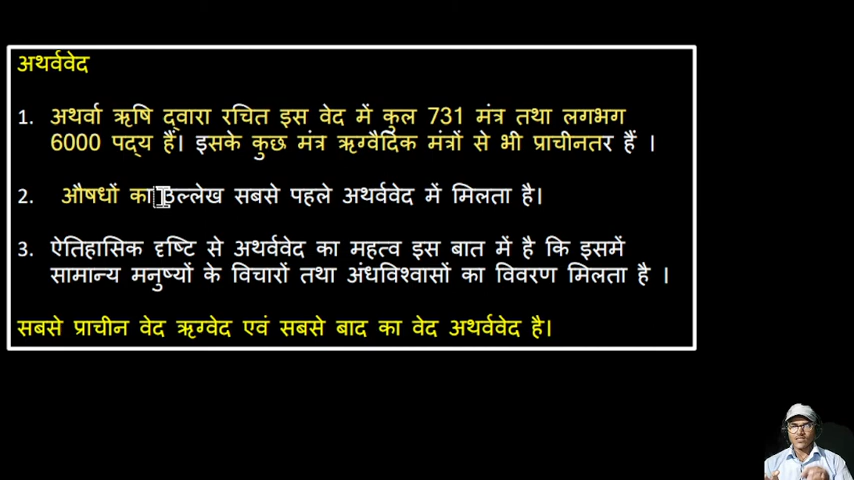 अथर्ववेद
1. अथर्वा ऋषि द्वारा रचित इस वेद में कुल 731 मंत्र तथा लगभग
6000 पद्य हैं। इसके कुछ मंत्र ऋग्वैदिक मंत्रों से भी प्राचीनतर हैं ।
2. औषधों का उल्लेख सबसे पहले अथर्ववेद में मिलता है।
3. ऐतिहासिक दृष्टि से अथर्ववेद का महत्व इस बात में है कि इसमें
सामान्य मनुष्यों के विचारों तथा अंधविश्वासों का विवरण मिलता है ।
सबसे प्राचीन वेद ऋग्वेद एवं सबसे बाद का वेद अथर्ववेद है।